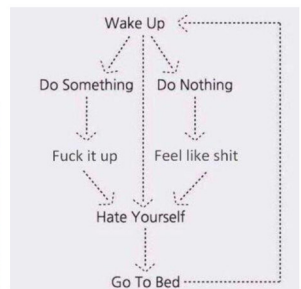 Wake Up
Do Something Do Nothing
Fuck it up Feel like shit
Hate Yourself
Go To Bed